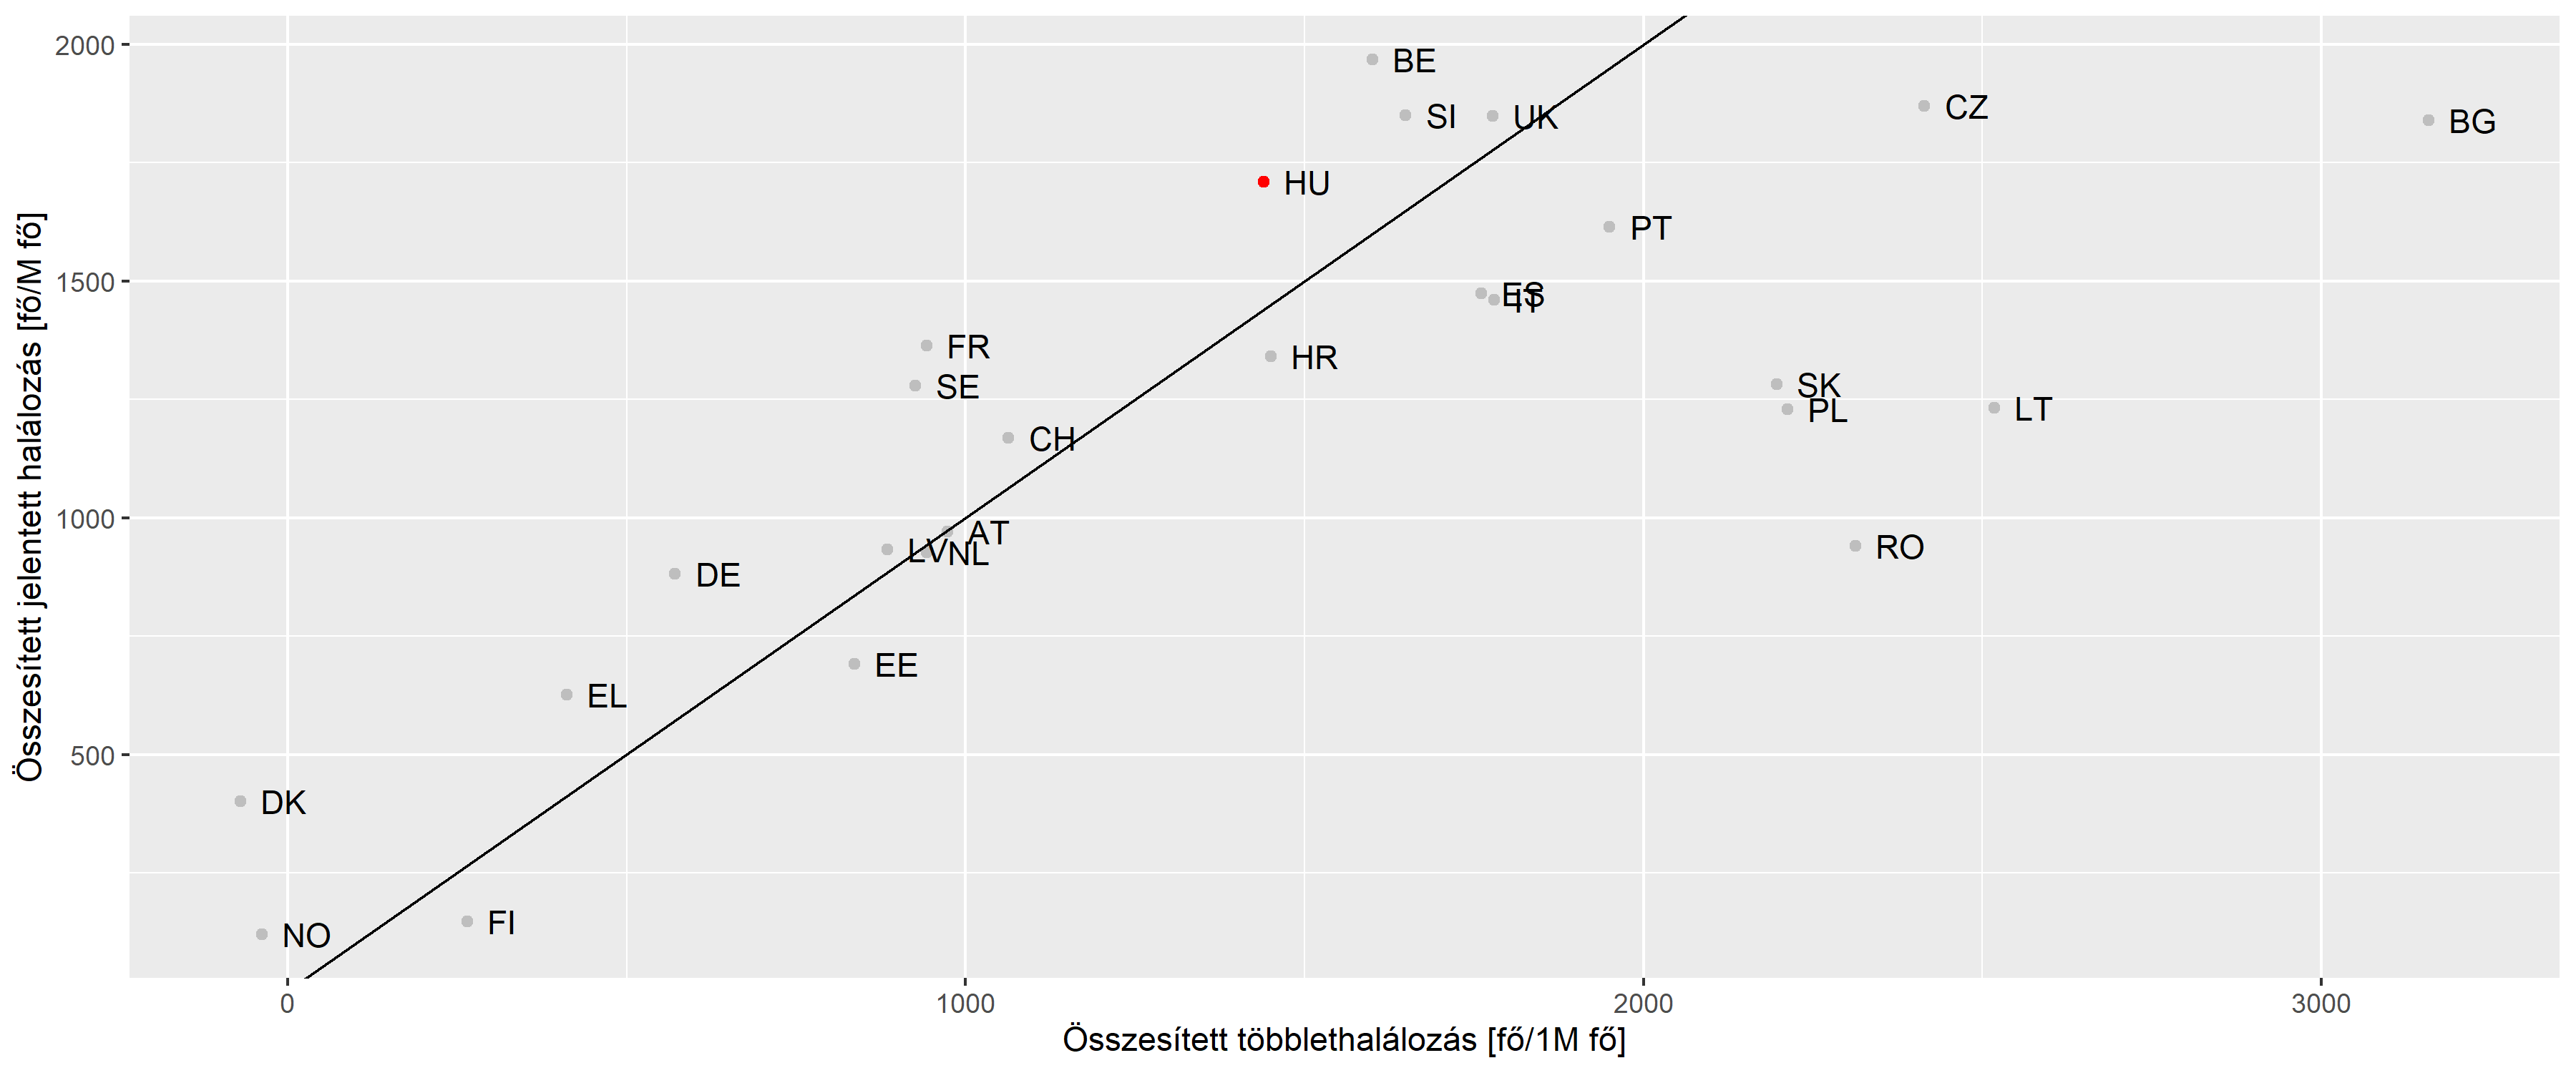 Összesített jelentett halálozás [fő/M fő]
2000
1500
1000
500
BE
SI
UK
CZ
BG
HU
PT
ES
IT
FR
SE
HR
SK
PL
LT
CH
AT
LV
NL
RO
DE
EE
EL
DK
FI
NO
0
1000
2000
3000
Összesített többlethalálozás [fő/1M fő]